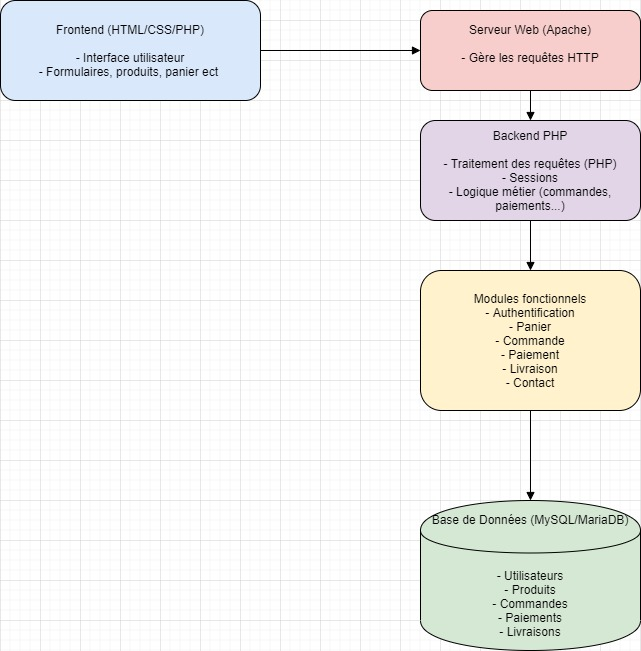 Frontend (HTML/CSS/PHP)
- Interface utilisateur
- Formulaires, produits, panier ect
Serveur Web (Apache)
- Gère les requêtes HTTP
Backend PHP
- Traitement des requêtes (PHP)
- Sessions
- Logique métier (commandes,
paiements...)
Modules fonctionnels
- Authentification
- Panier
- Commande
- Paiement
- Livraison
- Contact
Base de Données (MySQL/MariaDB)
- Utilisateurs
- Produits
- Commandes
- Paiements
- Livraisons